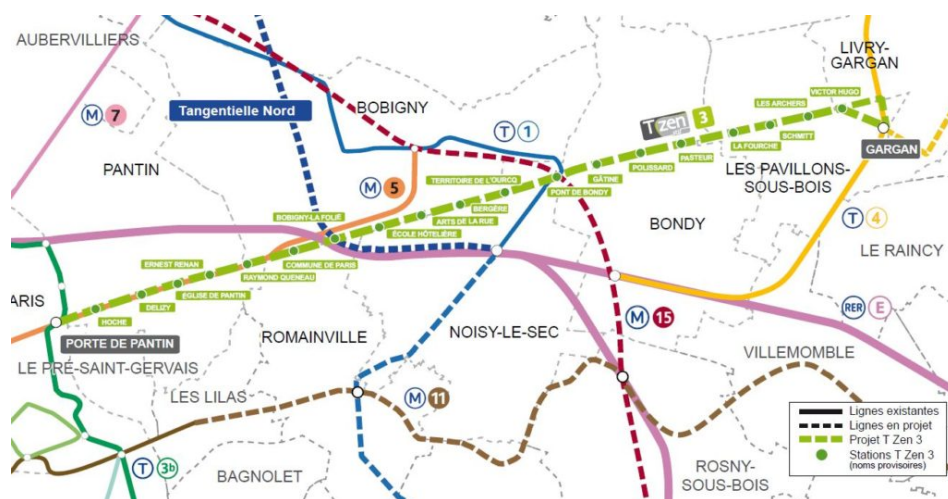 AUBERVILLIERS
LIVRY-
GARGAN
VICTOR HUGO
LES ARCHERS
SCHMITT
LA FOURCHE
PASTEUR
POLISSARD
GÂTINE
PONT DE BONDY
GARGAN
Tangentielle Nord
BOBIGNY
T zen 3
M 7
T 1
PANTIN
M 5
TERRITOIRE DE L'OURCQ
BERGÈRE
ARTS DE LA RUE
ÉCOLE HÔTELIÈRE
BOBIGNY-LA FOLIE
COMMUNE DE PARIS
RAYMOND QUENEAU
ÉGLISE DE PANTIN
ERNEST RENAN
DELIZY
HOCHE
LES PAVILLONS-
SOUS-BOIS
BONDY
T 4
LE RAINCY
RER E
ARIS
PORTE DE PANTIN
ROMAINVILLE
NOISY-LE-SEC
M 15
LE PRÉ-SAINT-GERVAIS
VILLEMOMBLE
LES LILAS
M 11
T 3b
BAGNOLET
ROSNY-
SOUS-BOIS
Lignes existantes
Lignes en projet
Projet T Zen 3
Stations T Zen 3
(noms provisoires)